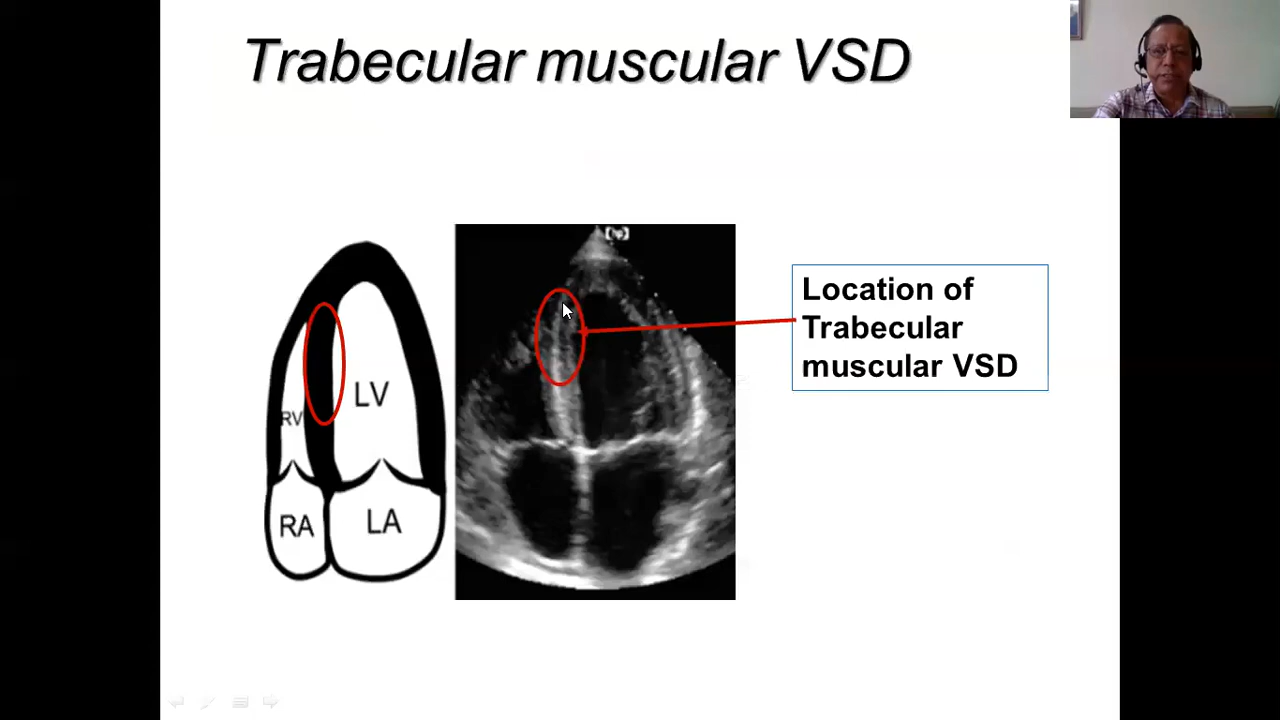 Trabecular muscular VSD
Location of
Trabecular
muscular VSD
LV
RV
RA
LA